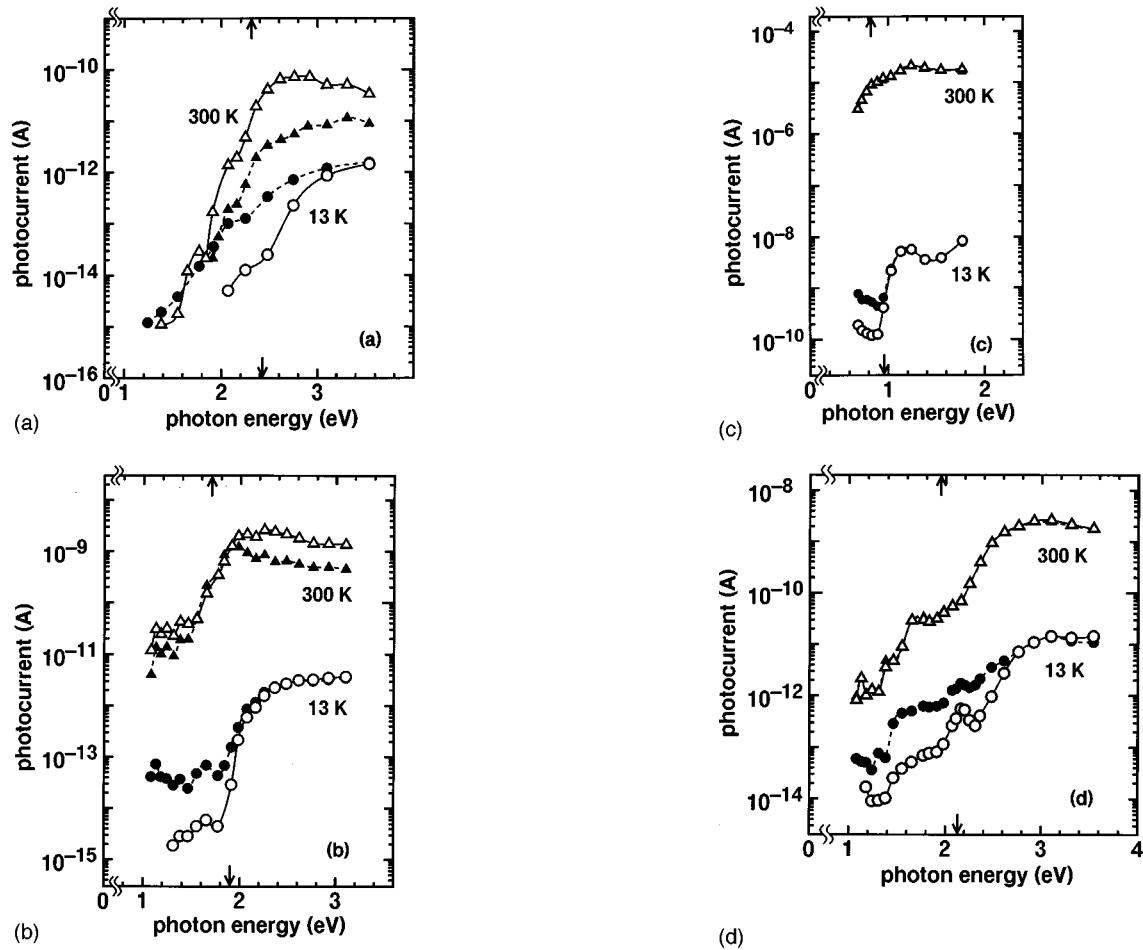 photocurrent (A)
10⁻¹⁰
10⁻¹²
10⁻¹⁴
10⁻¹⁶
300 K
13 K
(a)
0 1 2 3
photon energy (eV)
(a)
photocurrent (A)
10⁻⁴
10⁻⁶
10⁻⁸
10⁻¹⁰
300 K
13 K
(c)
0 1 2
photon energy (eV)
(c)
photocurrent (A)
10⁻⁹
10⁻¹¹
10⁻¹³
10⁻¹⁵
300 K
13 K
(b)
0 1 2 3
photon energy (eV)
(b)
photocurrent (A)
10⁻⁸
10⁻¹⁰
10⁻¹²
10⁻¹⁴
300 K
13 K
(d)
0 1 2 3 4
photon energy (eV)
(d)